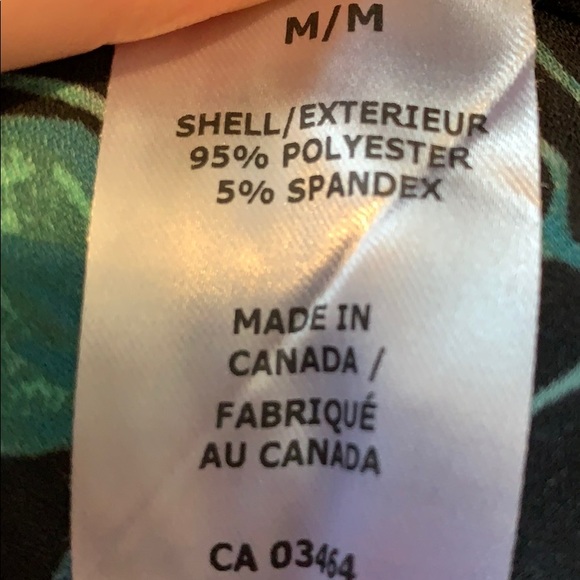 M/M
SHELL/EXTERIEUR
95% POLYESTER
5% SPANDEX
MADE IN
CANADA /
FABRIQUÉ
AU CANADA
CA 03464